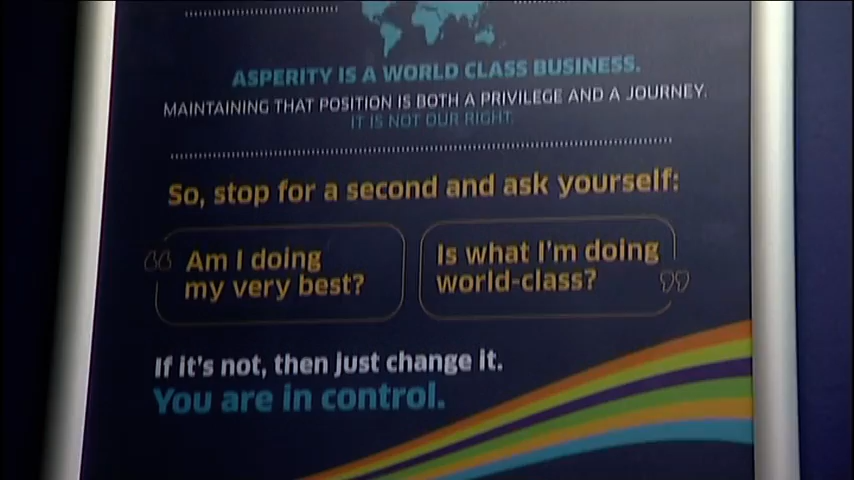 ASPERITY IS A WORLD CLASS BUSINESS.
MAINTAINING THAT POSITION IS BOTH A PRIVILEGE AND A JOURNEY.
IT IS NOT OUR RIGHT.
So, stop for a second and ask yourself:
“Am I doing
my very best?
Is what I'm doing
world-class?”
If it's not, then just change it.
You are in control.